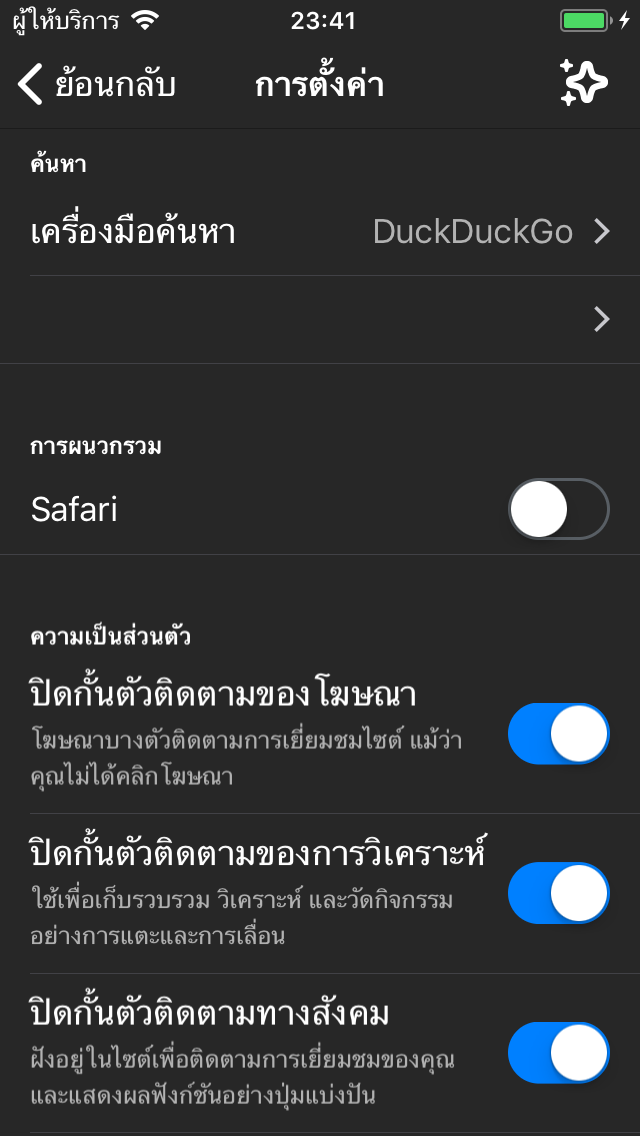 ผู้ให้บริการ 23:41
ย้อนกลับ การตั้งค่า
ค้นหา
เครื่องมือค้นหา DuckDuckGo
การผนวกรวม
Safari
ความเป็นส่วนตัว
ปิดกั้นตัวติดตามของโฆษณา
โฆษณาบางตัวติดตามการเยี่ยมชมไซต์ แม้ว่า
คุณไม่ได้คลิกโฆษณา
ปิดกั้นตัวติดตามของการวิเคราะห์
ใช้เพื่อเก็บรวบรวม วิเคราะห์ และวัดกิจกรรม
อย่างการแตะและการเลื่อน
ปิดกั้นตัวติดตามทางสังคม
ฝังอยู่ในไซต์เพื่อติดตามการเยี่ยมชมของคุณ
และแสดงผลฟังก์ชันอย่างปุ่มแบ่งปัน